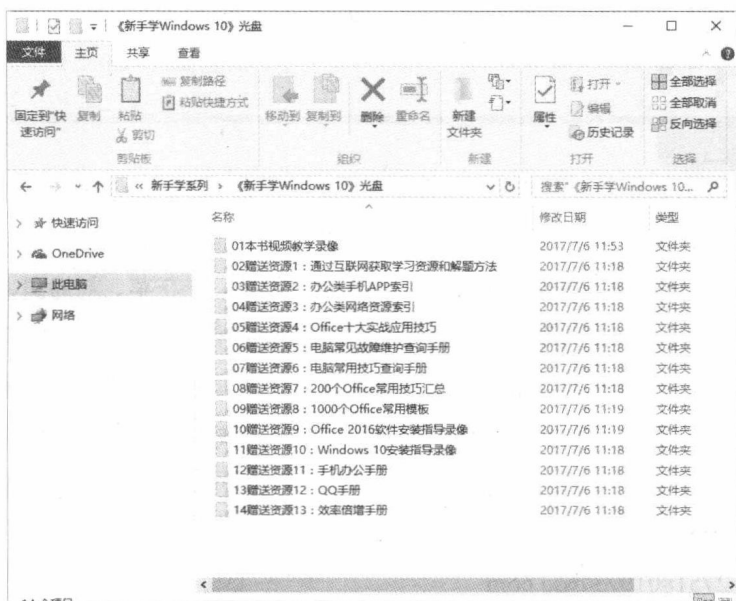 《新手学Windows 10》光盘
文件 主页 共享 查看
固定到"快速访问" 复制 粘贴 复制路径 粘贴快捷方式 剪切 移动到 复制到 删除 重命名 新建文件夹 属性 打开 编辑 历史记录 全部选择 全部取消 反向选择
剪贴板 组织 新建 打开 选择
« 新手学系列 › 《新手学Windows 10》光盘 搜索"《新手学Windows 10...
快速访问
OneDrive
此电脑
网络
名称 修改日期 类型
01本书视频教学录像 2017/7/6 11:53 文件夹
02赠送资源1：通过互联网获取学习资源和解题方法 2017/7/6 11:18 文件夹
03赠送资源2：办公类手机APP索引 2017/7/6 11:18 文件夹
04赠送资源3：办公类网络资源索引 2017/7/6 11:18 文件夹
05赠送资源4：Office十大实战应用技巧 2017/7/6 11:18 文件夹
06赠送资源5：电脑常见故障维护查询手册 2017/7/6 11:18 文件夹
07赠送资源6：电脑常用技巧查询手册 2017/7/6 11:18 文件夹
08赠送资源7：200个Office常用技巧汇总 2017/7/6 11:18 文件夹
09赠送资源8：1000个Office常用模板 2017/7/6 11:19 文件夹
10赠送资源9：Office 2016软件安装指导录像 2017/7/6 11:19 文件夹
11赠送资源10：Windows 10安装指导录像 2017/7/6 11:18 文件夹
12赠送资源11：手机办公手册 2017/7/6 11:18 文件夹
13赠送资源12：QQ手册 2017/7/6 11:18 文件夹
14赠送资源13：效率倍增手册 2017/7/6 11:18 文件夹